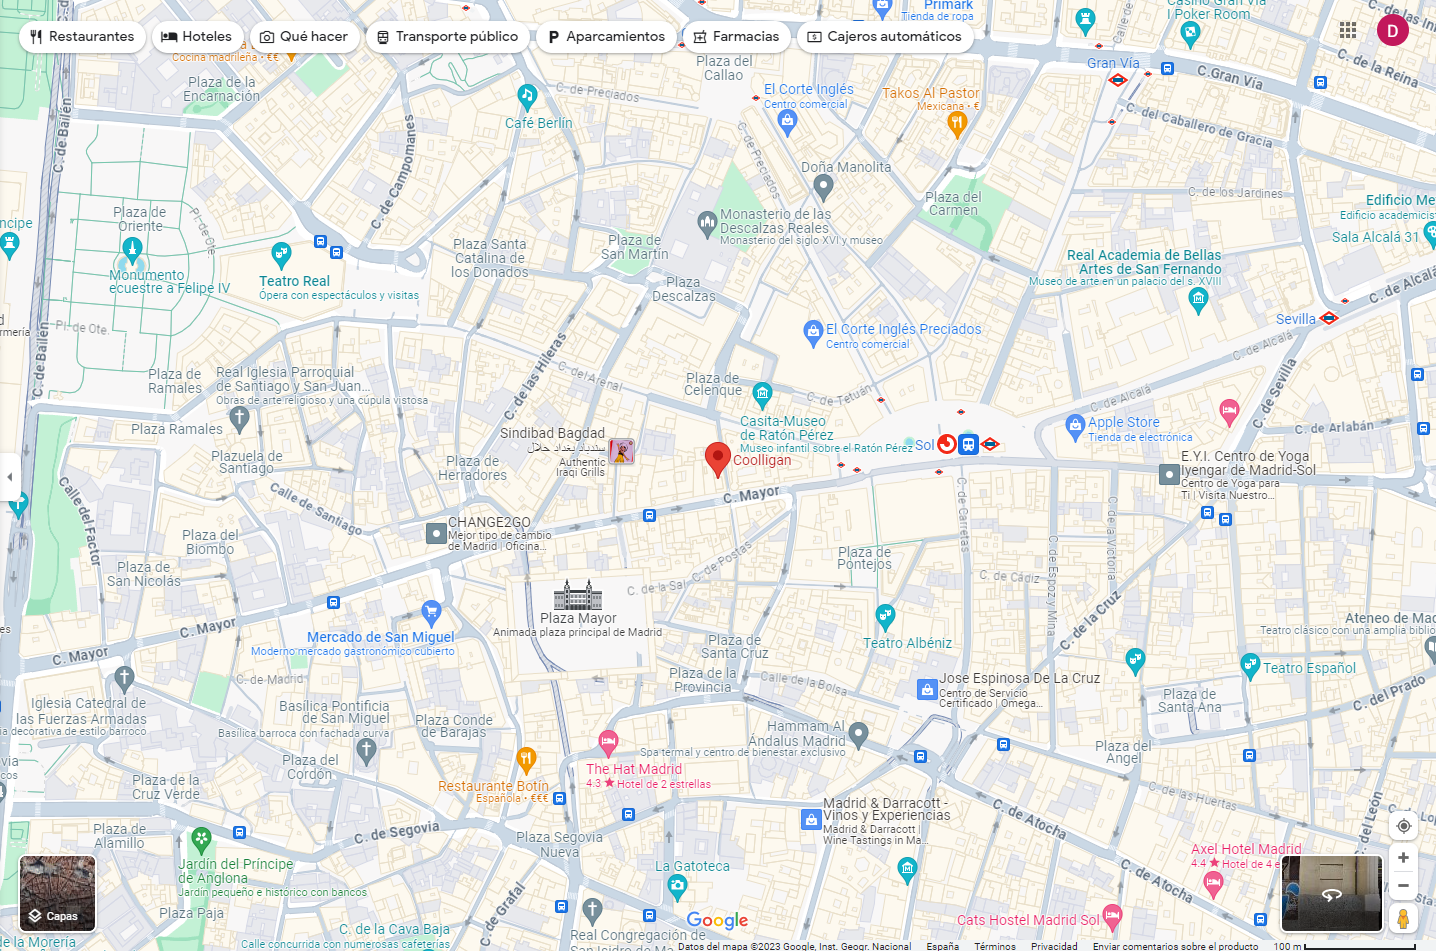 Restaurantes
Hoteles
Qué hacer
Transporte público
Aparcamientos
Farmacias
Cajeros automáticos
D
Primark
Tienda de ropa
Casino Gran Vía
| Poker Room
Cocina madrileña • €€
Plaza de la
Encarnación
Plaza del
Callao
C. de Preciados
El Corte Inglés
Centro comercial
Takos Al Pastor
Mexicana • €
Gran Vía
C.Gran Vía
C. de la Reina
C. del Caballero de Gracia
C. de Bailén
C. de Campomanes
Café Berlín
C. de Preciados
Doña Manolita
Plaza del
Carmen
C. de los Jardines
Plaza de
Oriente
Pl. de Ote.
Monumento
ecuestre a Felipe IV
Teatro Real
Ópera con espectáculos y visitas
Plaza Santa
Catalina de
los Donados
Plaza de
San Martín
Monasterio de las
Descalzas Reales
Monasterio del siglo XVI y museo
Plaza
Descalzas
Real Academia de Bellas
Artes de San Fernando
Museo de arte en un palacio del s. XVIII
Edificio Me
Edificio academicist
Sala Alcalá 31
C. de Alcalá
Sevilla
C. de Alcalá
Pl. de Ote.
C. de Bailén
El Corte Inglés Preciados
Centro comercial
C. de Sevilla
Plaza de
Ramales
Real Iglesia Parroquial
de Santiago y San Juan...
Obras de arte religioso y una cúpula vistosa
Plaza Ramales
Plazuela de
Santiago
C. de las Hileras
C. del Arenal
Plaza de
Celenque
C. de Tetuán
C. de Alcalá
Casita-Museo
de Ratón Pérez
Museo infantil sobre el Ratón Pérez
Sol
Apple Store
Tienda de electrónica
C. de Arlabán
Sindibad Bagdad
سندباد بغداد حلال
Authentic
Iraqi Grills
Coolligan
Plaza de
Herradores
E.Y.I. Centro de Yoga
Iyengar de Madrid-Sol
Centro de Yoga para
Ti | Visita Nuestro...
Calle de Santiago
Calle del Factor
C. Mayor
CHANGE2GO
Mejor tipo de cambio
de Madrid | Oficina...
Plaza del
Biombo
Plaza de
San Nicolás
C. de Carretas
C. de Espoz y Mina
C. de la Victoria
C. de Postas
C. de la Sal
Plaza de
Pontejos
C. de Cádiz
C. de la Cruz
Plaza Mayor
Animada plaza principal de Madrid
Mercado de San Miguel
Moderno mercado gastronómico cubierto
C. Mayor
C. Mayor
Teatro Albéniz
Ateneo de Mad
Teatro clásico con una amplia biblio
Plaza de
Santa Cruz
Plaza de la
Provincia
Teatro Español
C. de Madrid
Calle de la Bolsa
Jose Espinosa De La Cruz
Centro de Servicio
Certificado | Omega...
Plaza de
Santa Ana
C. del Prado
Iglesia Catedral de
las Fuerzas Armadas
a decorativa de estilo barroco
Basílica Pontificia
de San Miguel
Basílica barroca con fachada curva
Plaza Conde
de Barajas
Hammam Al
Ándalus Madrid
Spa termal y centro de bienestar exclusivo
Plaza del
Angel
Plaza del
Cordón
Plaza de la
Cruz Verde
Restaurante Botín
Española • €€€
The Hat Madrid
4.3 ★ Hotel de 2 estrellas
C. de las Huertas
Madrid & Darracott -
Vinos y Experiencias
Madrid & Darracott |
Wine Tastings in Ma...
C. de Atocha
Plaza de
Alamillo
C. de Segovia
Plaza Segovia
Nueva
Jardín del Príncipe
de Anglona
Jardín pequeño e histórico con bancos
La Gatoteca
Axel Hotel Madrid
4.4 ★ Hotel de 4 e
C. de Atocha
del León
Capas
Plaza Paja
C. de Grafal
Cats Hostel Madrid Sol
C. de la Cava Baja
Calle concurrida con numerosas cafeterías
de la Morería
Real Congregación de
San Isidro de
Google
Datos del mapa ©2023 Google, Inst. Geogr. Nacional
España
Términos
Privacidad
Enviar comentarios sobre el producto
100 m